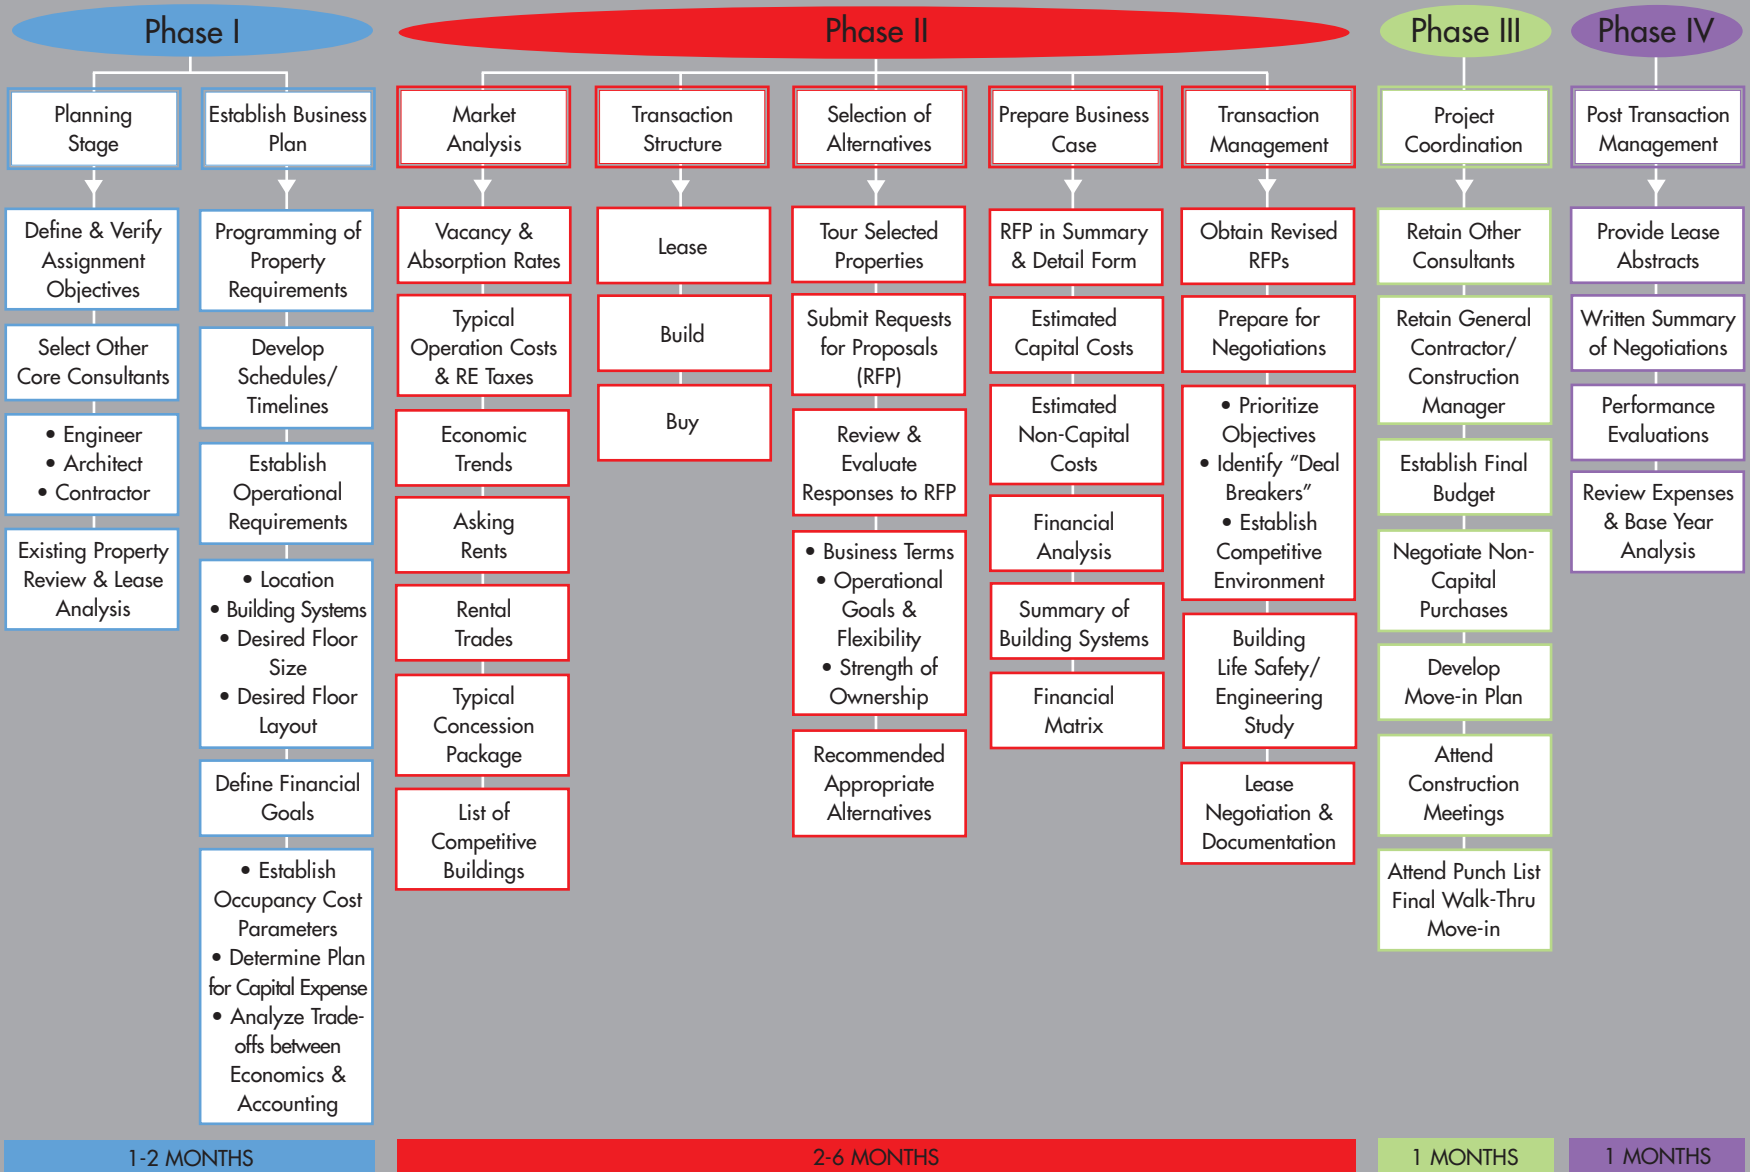 Phase I
Planning
Stage
Define & Verify
Assignment
Objectives
Select Other
Core Consultants
• Engineer
• Architect
• Contractor
Existing Property
Review & Lease
Analysis
Establish Business
Plan
Programming of
Property
Requirements
Develop
Schedules/
Timelines
Establish
Operational
Requirements
• Location
• Building Systems
• Desired Floor
Size
• Desired Floor
Layout
Define Financial
Goals
• Establish
Occupancy Cost
Parameters
• Determine Plan
for Capital Expense
• Analyze Trade-
offs between
Economics &
Accounting
1-2 MONTHS
Phase II
Market
Analysis
Vacancy &
Absorption Rates
Typical
Operation Costs
& RE Taxes
Economic
Trends
Asking
Rents
Rental
Trades
Typical
Concession
Package
List of
Competitive
Buildings
Transaction
Structure
Lease
Build
Buy
Selection of
Alternatives
Tour Selected
Properties
Submit Requests
for Proposals
(RFP)
Review &
Evaluate
Responses to RFP
• Business Terms
• Operational
Goals &
Flexibility
• Strength of
Ownership
Recommended
Appropriate
Alternatives
Prepare Business
Case
RFP in Summary
& Detail Form
Estimated
Capital Costs
Estimated
Non-Capital
Costs
Financial
Analysis
Summary of
Building Systems
Financial
Matrix
Transaction
Management
Obtain Revised
RFPs
Prepare for
Negotiations
• Prioritize
Objectives
• Identify “Deal
Breakers”
• Establish
Competitive
Environment
Building
Life Safety/
Engineering
Study
Lease
Negotiation &
Documentation
2-6 MONTHS
Phase III
Project
Coordination
Retain Other
Consultants
Retain General
Contractor/
Construction
Manager
Establish Final
Budget
Negotiate Non-
Capital
Purchases
Develop
Move-in Plan
Attend
Construction
Meetings
Attend Punch List
Final Walk-Thru
Move-in
1 MONTHS
Phase IV
Post Transaction
Management
Provide Lease
Abstracts
Written Summary
of Negotiations
Performance
Evaluations
Review Expenses
& Base Year
Analysis
1 MONTHS